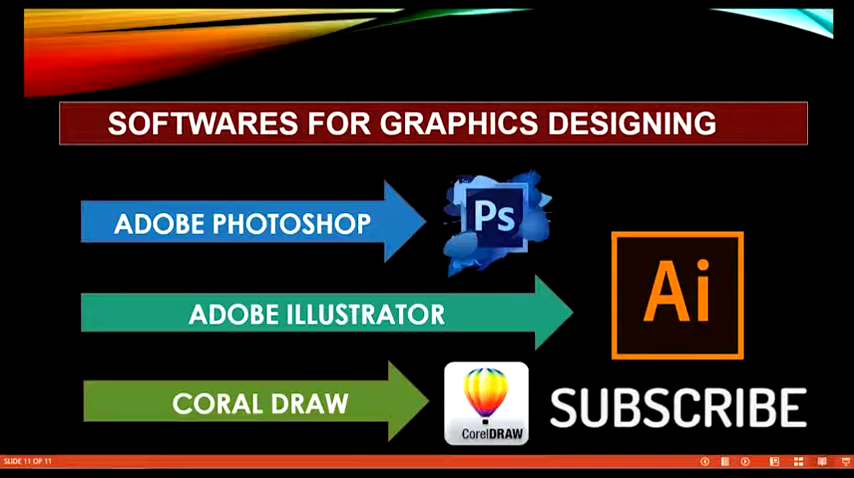 SOFTWARES FOR GRAPHICS DESIGNING
ADOBE PHOTOSHOP
Ps
ADOBE ILLUSTRATOR
Ai
CORAL DRAW
CorelDRAW
SUBSCRIBE
SLIDE 11 OF 11